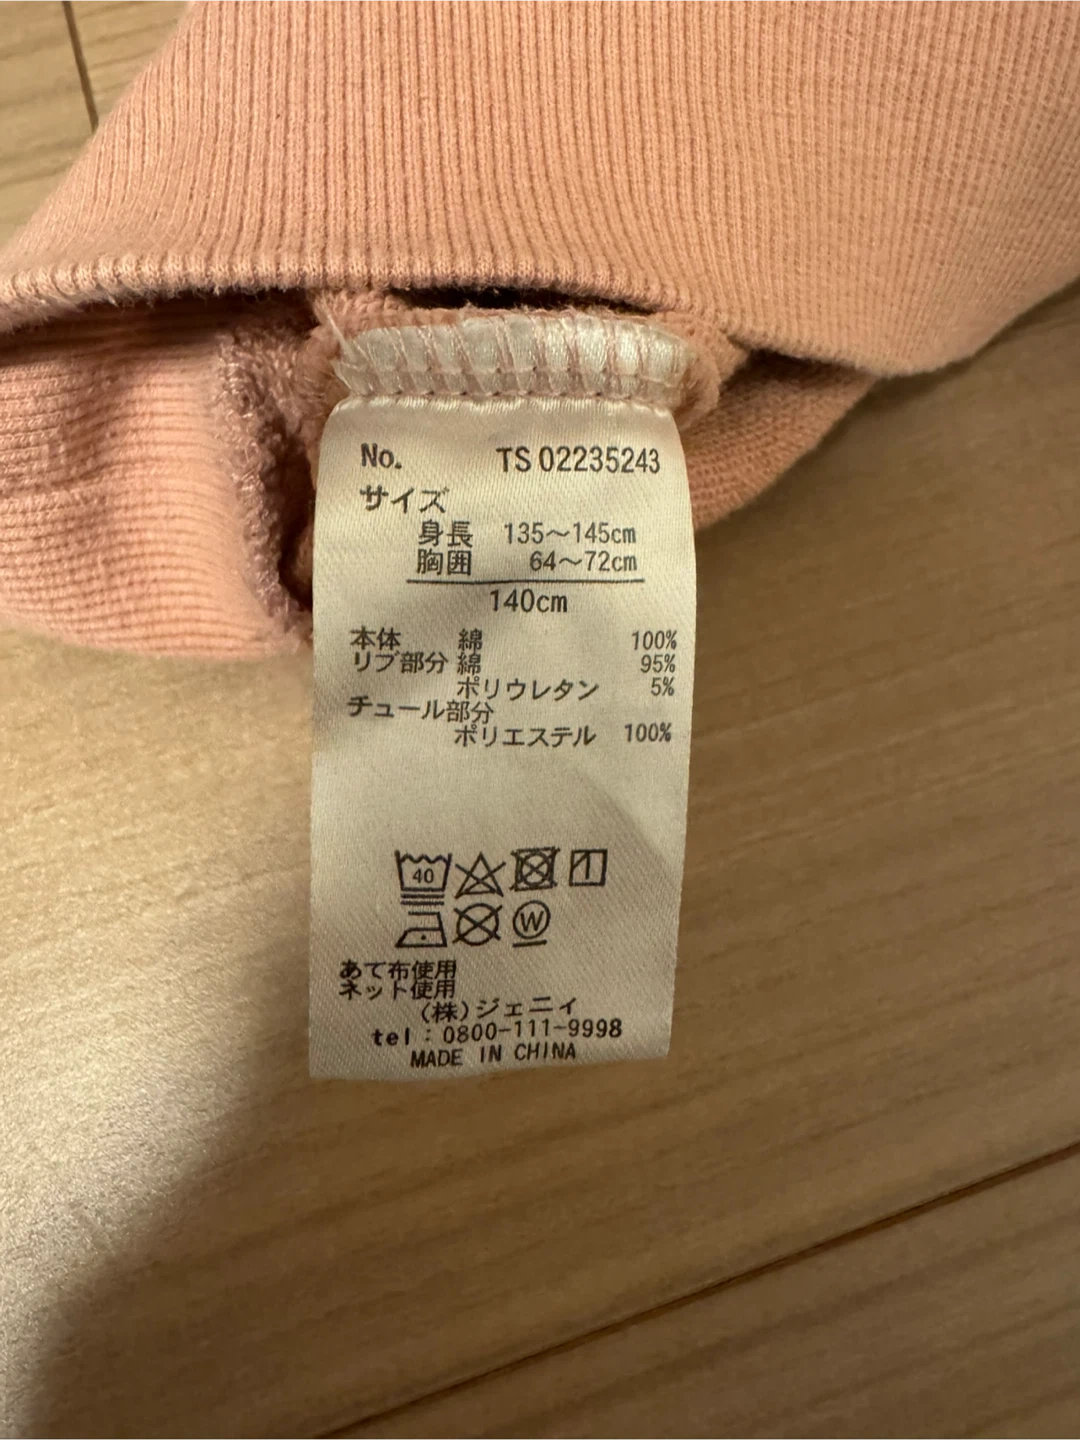 No. TS 02235243
サイズ
身長 135～145cm
胸囲 64～72cm
140cm
本体 綿 100%
リブ部分 綿 95%
ポリウレタン 5%
チュール部分
ポリエステル 100%
40
W
あて布使用
ネット使用
(株)ジェニィ
tel：0800-111-9998
MADE IN CHINA